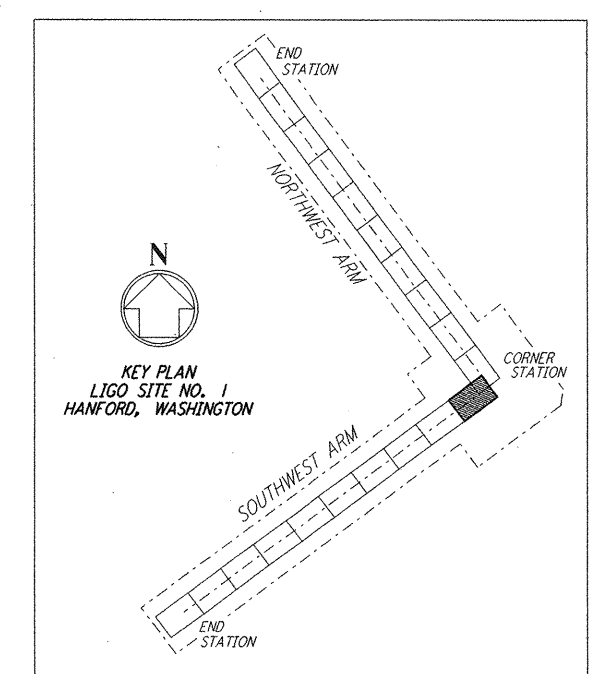 END
STATION
NORTHWEST ARM
N
KEY PLAN
LIGO SITE NO. 1
HANFORD, WASHINGTON
CORNER
STATION
SOUTHWEST ARM
END
STATION